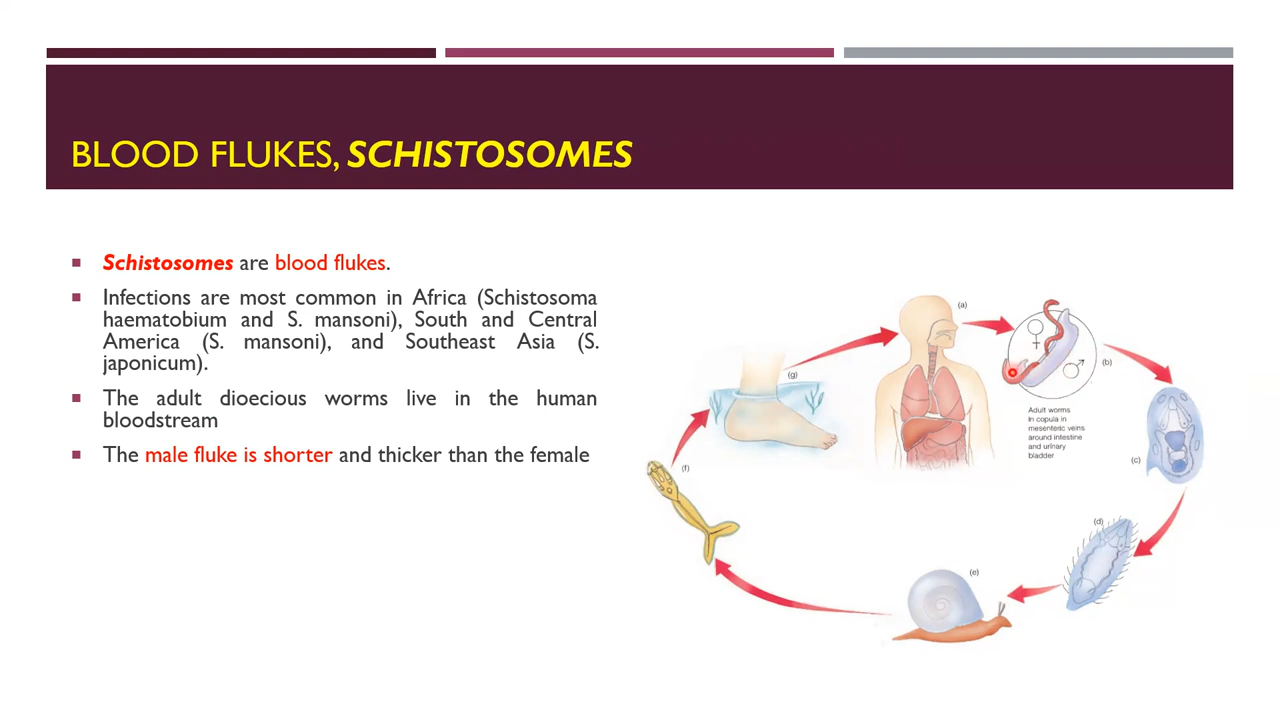 BLOOD FLUKES, SCHISTOSOMES
Schistosomes are blood flukes.
Infections are most common in Africa (Schistosoma
haematobium and S. mansoni), South and Central
America (S. mansoni), and Southeast Asia (S.
japonicum).
The adult dioecious worms live in the human
bloodstream
The male fluke is shorter and thicker than the female
(a)
♀
♂
(b)
Adult worms
in copula in
mesenteric veins
around intestine
and urinary
bladder
(c)
(d)
(e)
(f)
(g)